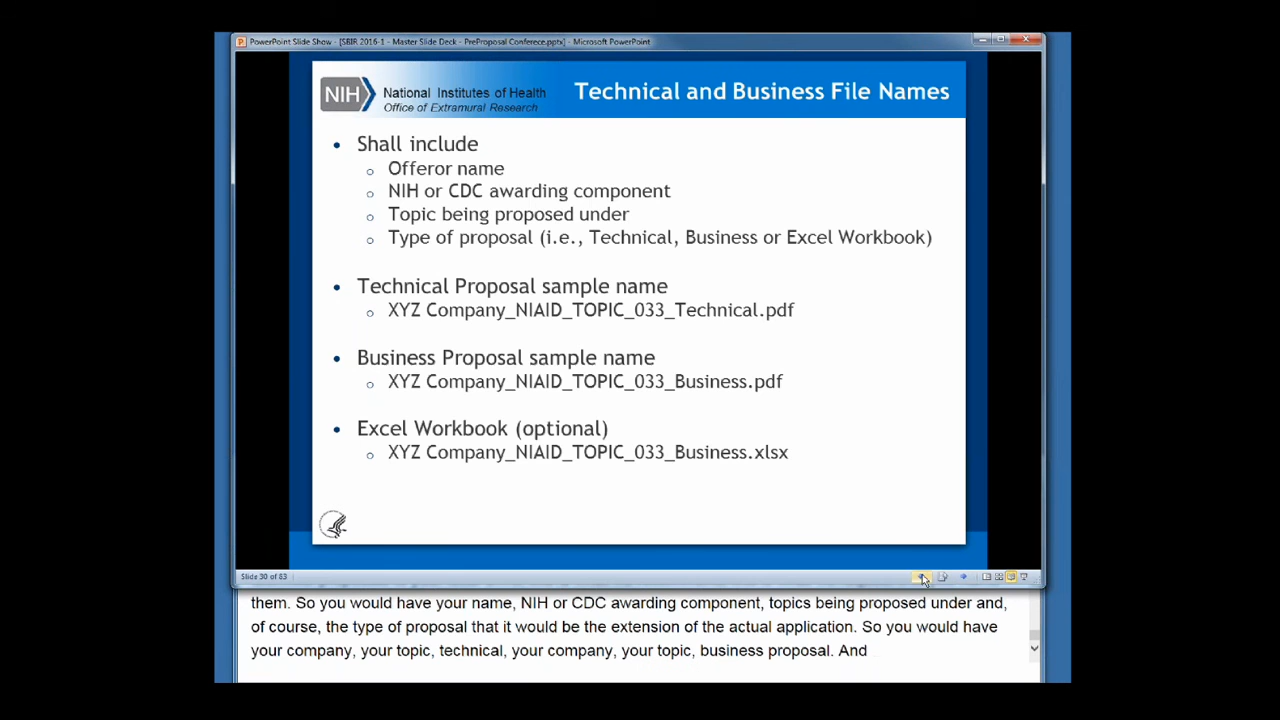 PowerPoint Slide Show - [SBIR 2016-1 - Master Slide Deck - PreProposal Conferece.pptx] - Microsoft PowerPoint
NIH
National Institutes of Health
Office of Extramural Research
Technical and Business File Names
• Shall include
o Offeror name
o NIH or CDC awarding component
o Topic being proposed under
o Type of proposal (i.e., Technical, Business or Excel Workbook)
• Technical Proposal sample name
o XYZ Company_NIAID_TOPIC_033_Technical.pdf
• Business Proposal sample name
o XYZ Company_NIAID_TOPIC_033_Business.pdf
• Excel Workbook (optional)
o XYZ Company_NIAID_TOPIC_033_Business.xlsx
Slide 30 of 83
them. So you would have your name, NIH or CDC awarding component, topics being proposed under and,
of course, the type of proposal that it would be the extension of the actual application. So you would have
your company, your topic, technical, your company, your topic, business proposal. And